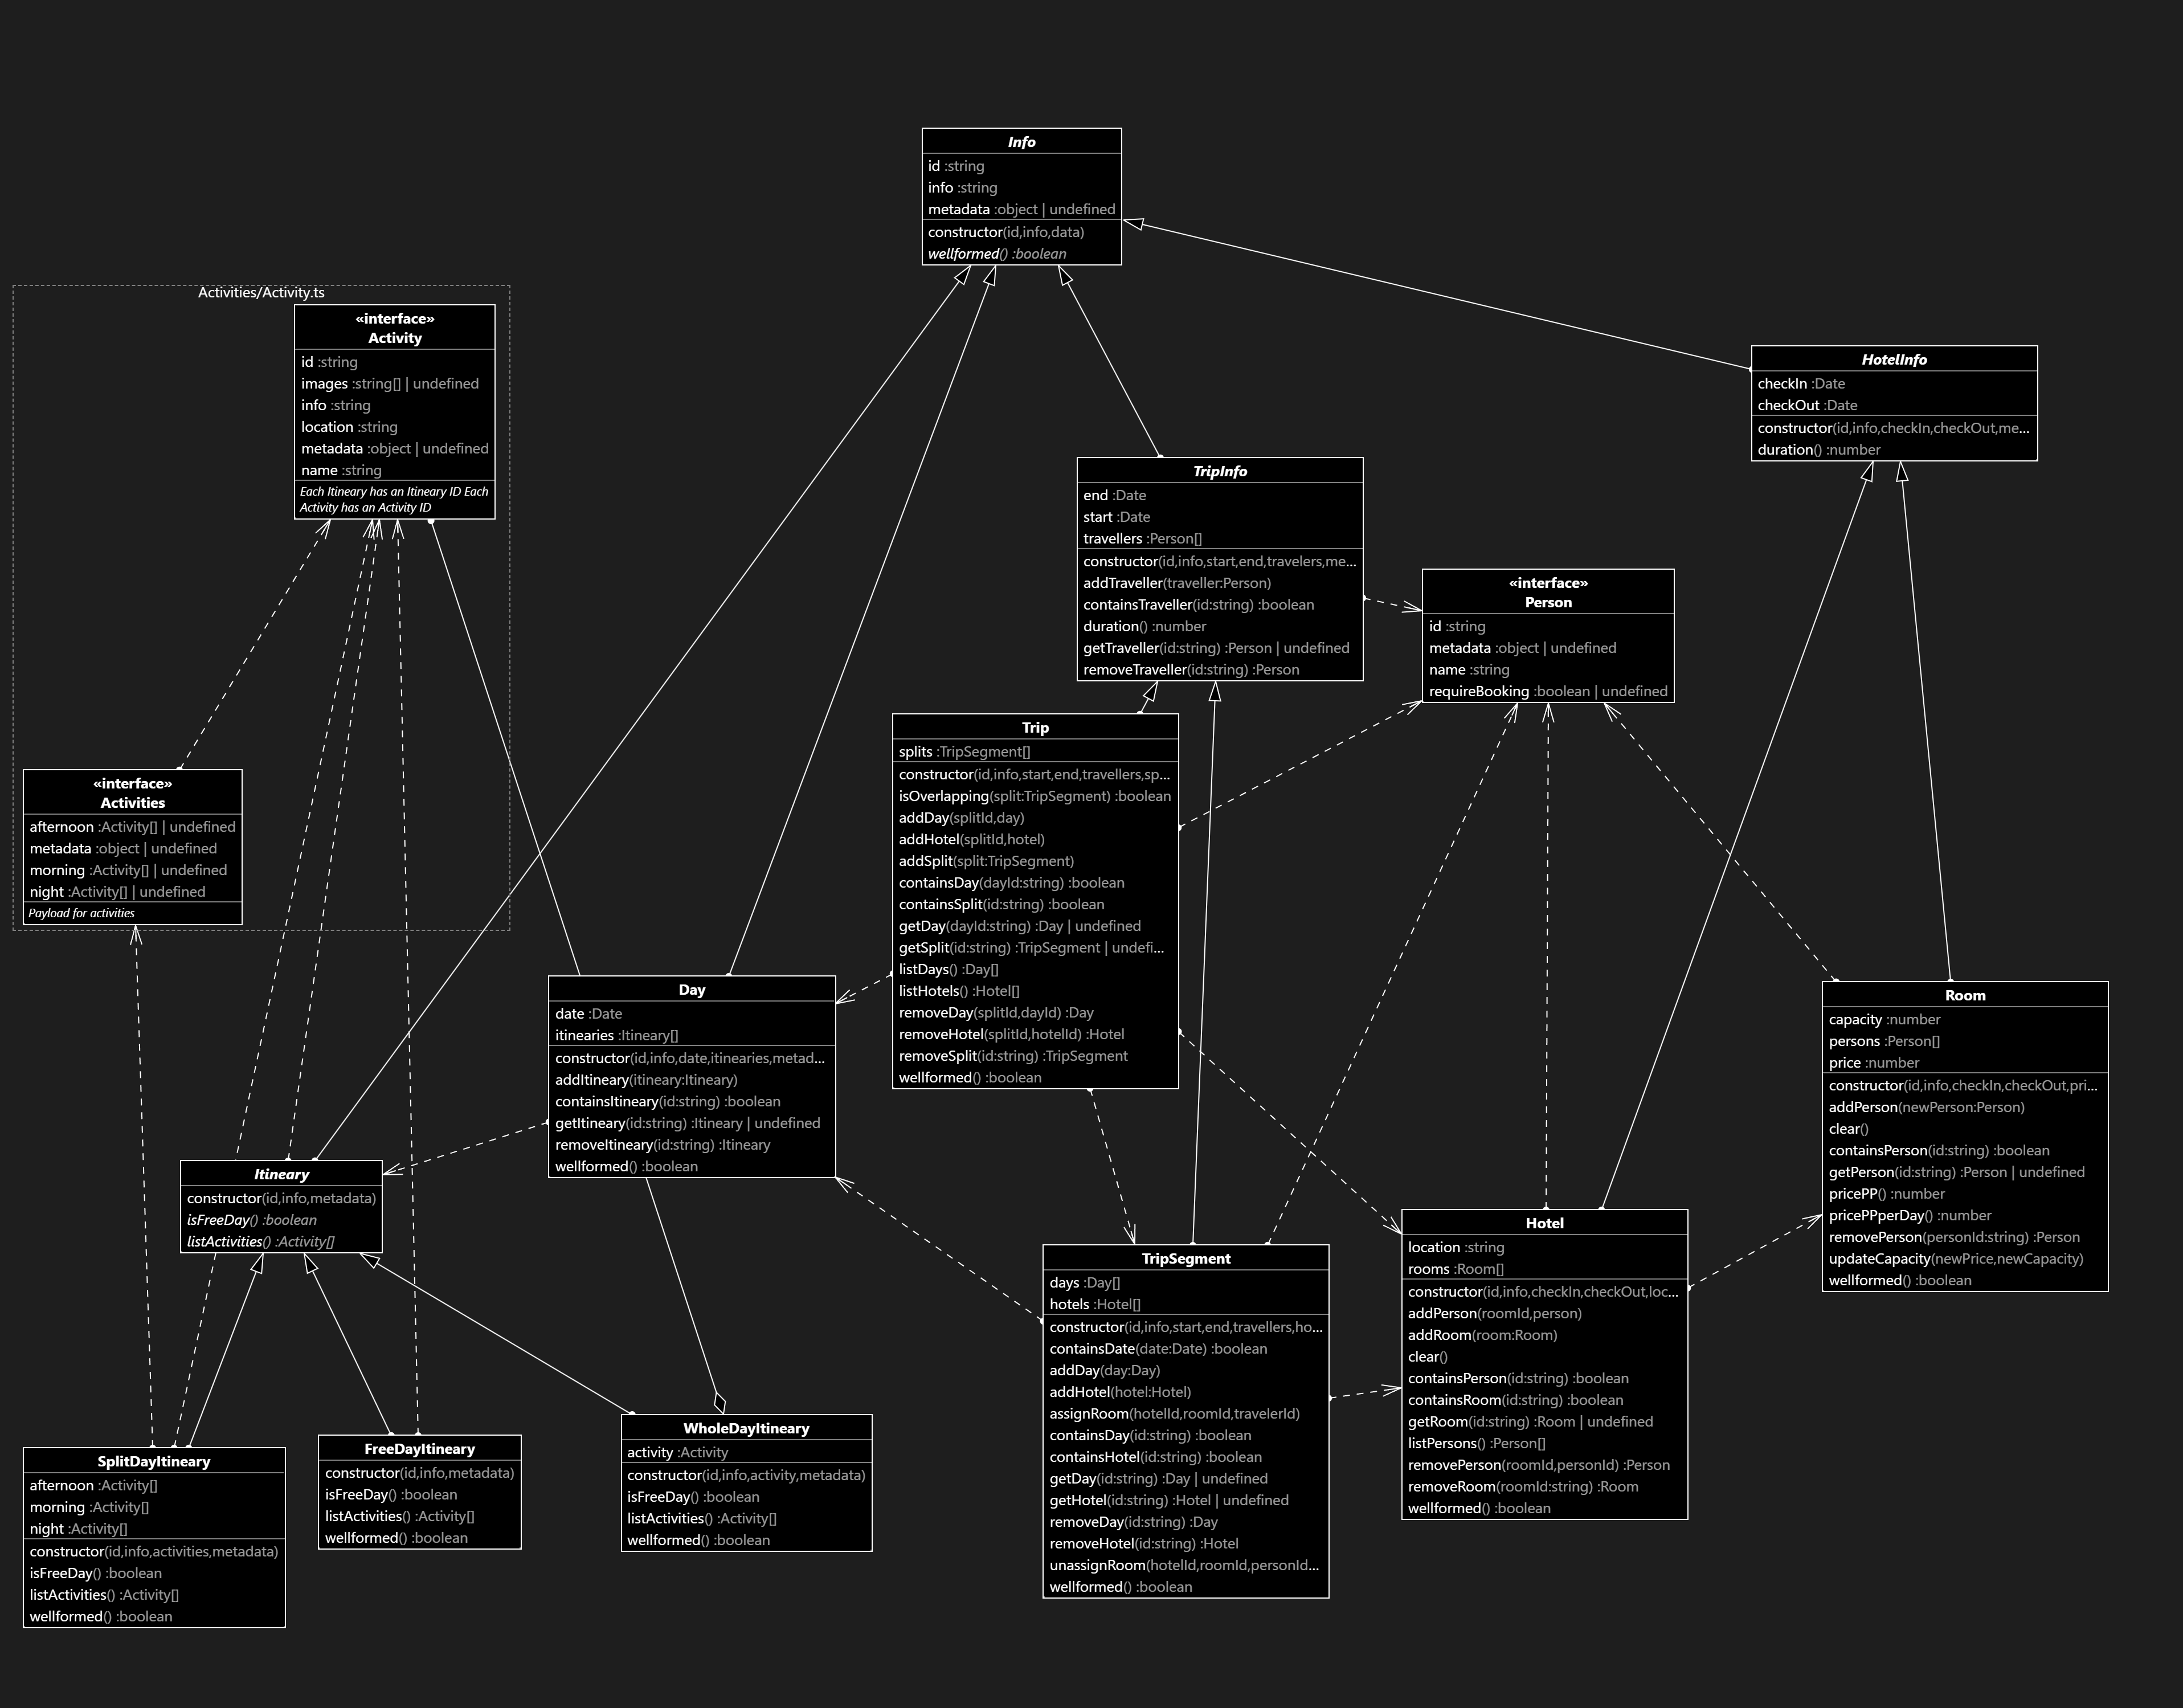 Info
id :string
info :string
metadata :object | undefined
constructor(id,info,data)
wellformed() :boolean
Activities/Activity.ts
«interface»
Activity
id :string
images :string[] | undefined
info :string
location :string
metadata :object | undefined
name :string
Each Itineary has an Itineary ID Each
Activity has an Activity ID
HotelInfo
checkIn :Date
checkOut :Date
constructor(id,info,checkIn,checkOut,me...
duration() :number
TripInfo
end :Date
start :Date
travellers :Person[]
constructor(id,info,start,end,travelers,me...
addTraveller(traveller:Person)
containsTraveller(id:string) :boolean
duration() :number
getTraveller(id:string) :Person | undefined
removeTraveller(id:string) :Person
«interface»
Person
id :string
metadata :object | undefined
name :string
requireBooking :boolean | undefined
Trip
splits :TripSegment[]
constructor(id,info,start,end,travellers,sp...
isOverlapping(split:TripSegment) :boolean
addDay(splitId,day)
addHotel(splitId,hotel)
addSplit(split:TripSegment)
containsDay(dayId:string) :boolean
containsSplit(id:string) :boolean
getDay(dayId:string) :Day | undefined
getSplit(id:string) :TripSegment | undefi...
listDays() :Day[]
listHotels() :Hotel[]
removeDay(splitId,dayId) :Day
removeHotel(splitId,hotelId) :Hotel
removeSplit(id:string) :TripSegment
wellformed() :boolean
«interface»
Activities
afternoon :Activity[] | undefined
metadata :object | undefined
morning :Activity[] | undefined
night :Activity[] | undefined
Payload for activities
Day
date :Date
itinearies :Itineary[]
constructor(id,info,date,itinearies,metad...
addItineary(itineary:Itineary)
containsItineary(id:string) :boolean
getItineary(id:string) :Itineary | undefined
removeItineary(id:string) :Itineary
wellformed() :boolean
Room
capacity :number
persons :Person[]
price :number
constructor(id,info,checkIn,checkOut,pri...
addPerson(newPerson:Person)
clear()
containsPerson(id:string) :boolean
getPerson(id:string) :Person | undefined
pricePP() :number
pricePPperDay() :number
removePerson(personId:string) :Person
updateCapacity(newPrice,newCapacity)
wellformed() :boolean
Itineary
constructor(id,info,metadata)
isFreeDay() :boolean
listActivities() :Activity[]
Hotel
location :string
rooms :Room[]
constructor(id,info,checkIn,checkOut,loc...
addPerson(roomId,person)
addRoom(room:Room)
clear()
containsPerson(id:string) :boolean
containsRoom(id:string) :boolean
getRoom(id:string) :Room | undefined
listPersons() :Person[]
removePerson(roomId,personId) :Person
removeRoom(roomId:string) :Room
wellformed() :boolean
TripSegment
days :Day[]
hotels :Hotel[]
constructor(id,info,start,end,travellers,ho...
containsDate(date:Date) :boolean
addDay(day:Day)
addHotel(hotel:Hotel)
assignRoom(hotelId,roomId,travelerId)
containsDay(id:string) :boolean
containsHotel(id:string) :boolean
getDay(id:string) :Day | undefined
getHotel(id:string) :Hotel | undefined
removeDay(id:string) :Day
removeHotel(id:string) :Hotel
unassignRoom(hotelId,roomId,personId...
wellformed() :boolean
SplitDayItineary
afternoon :Activity[]
morning :Activity[]
night :Activity[]
constructor(id,info,activities,metadata)
isFreeDay() :boolean
listActivities() :Activity[]
wellformed() :boolean
FreeDayItineary
constructor(id,info,metadata)
isFreeDay() :boolean
listActivities() :Activity[]
wellformed() :boolean
WholeDayItineary
activity :Activity
constructor(id,info,activity,metadata)
isFreeDay() :boolean
listActivities() :Activity[]
wellformed() :boolean